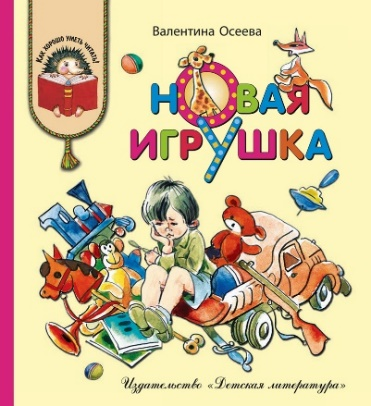 Как хорошо уметь читать!
Валентина Осеева
НОВАЯ
ИГРУШКА
Издательство «Детская литература»